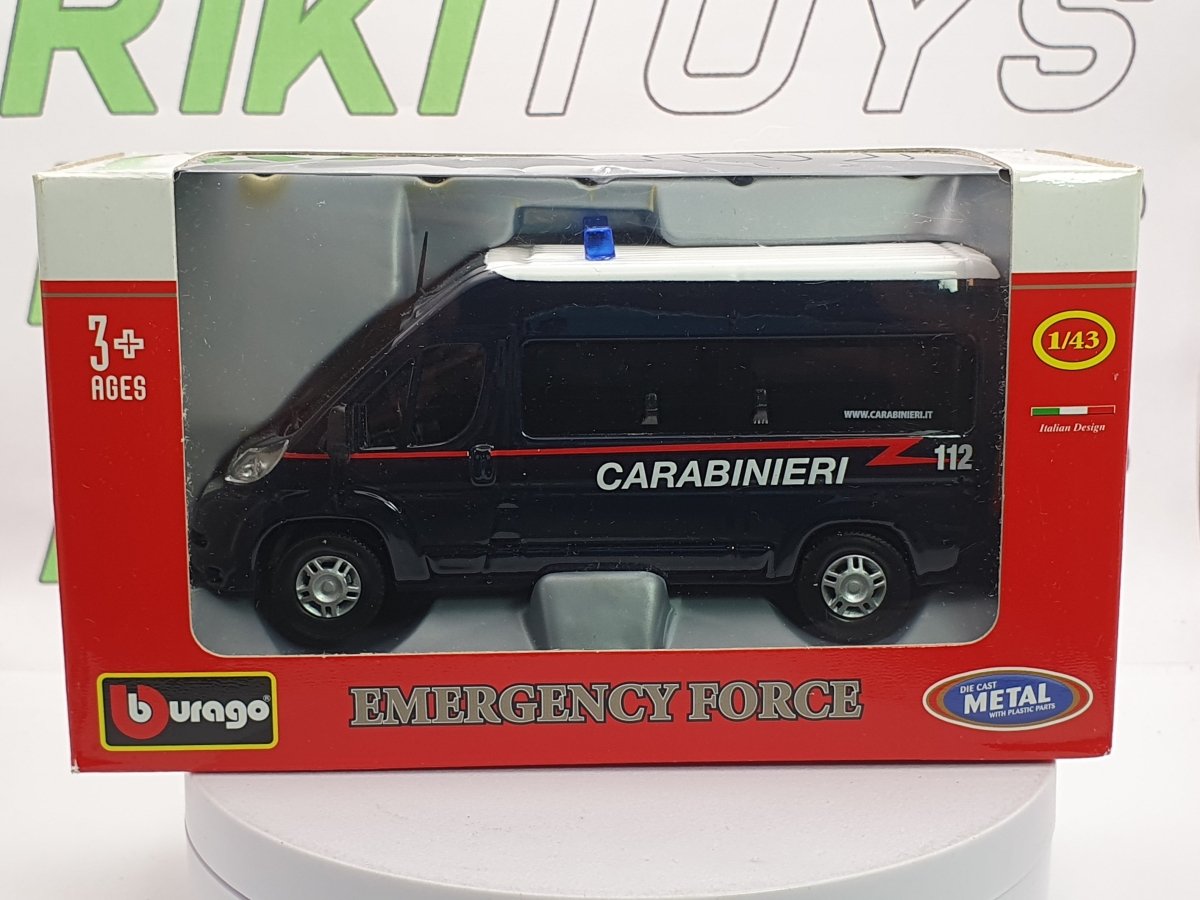 RIKITOYS
3+
AGES
1/43
Italian Design
WWW.CARABINIERI.IT
CARABINIERI
112
burago
EMERGENCY FORCE
DIE CAST
METAL
WITH PLASTIC PARTS